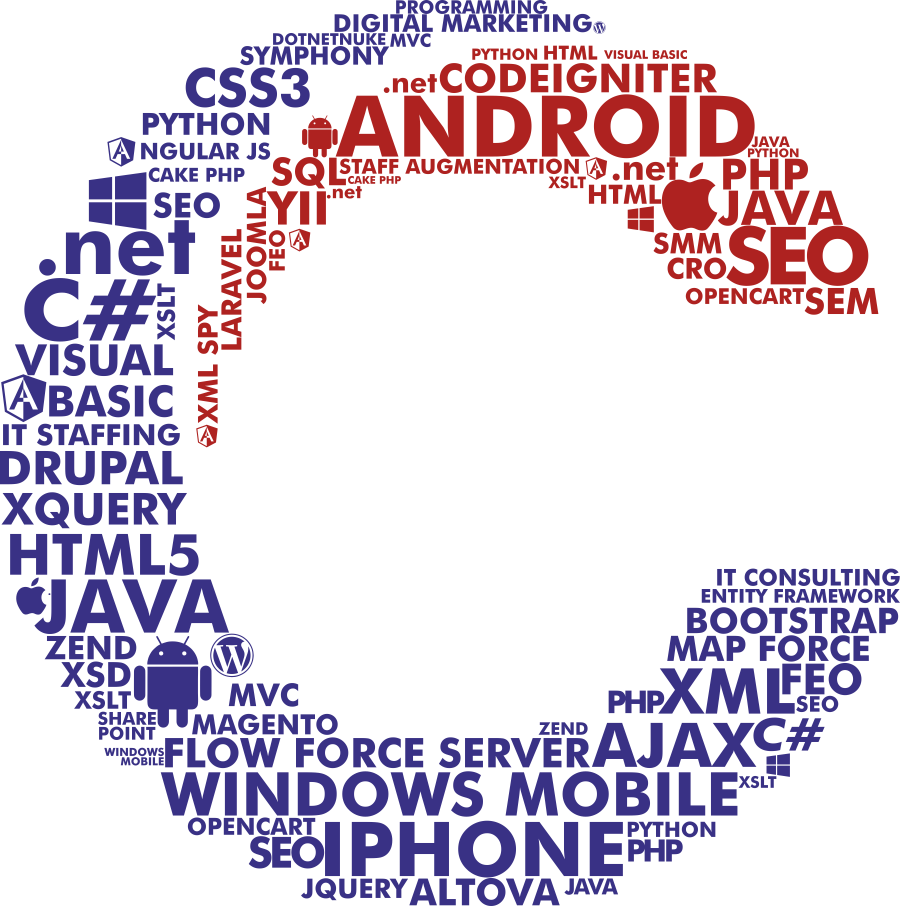 PROGRAMMING
DIGITAL MARKETING
DOTNETNUKE MVC
SYMPHONY
PYTHON HTML VISUAL BASIC
CSS3
.net CODEIGNITER
ANDROID
PYTHON
JAVA
PYTHON
NGULAR JS
CAKE PHP
SQL STAFF AUGMENTATION .net PHP
CAKE PHP XSLT
SEO
YII .net HTML JAVA
JOOMLA
FEO
LARAVEL
XML SPY
.net
SMM SEO
CRO
OPENCART SEM
C# XSLT
VISUAL
BASIC
IT STAFFING
DRUPAL
XQUERY
HTML5
JAVA
IT CONSULTING
ENTITY FRAMEWORK
BOOTSTRAP
ZEND MAP FORCE
XSD
XSLT MVC PHP XML FEO
SEO
SHARE
POINT
MAGENTO ZEND
WINDOWS
MOBILE
FLOW FORCE SERVER AJAX C#
WINDOWS MOBILE XSLT
OPENCART
IPHONE PYTHON
SEO PHP
JQUERY ALTOVA JAVA